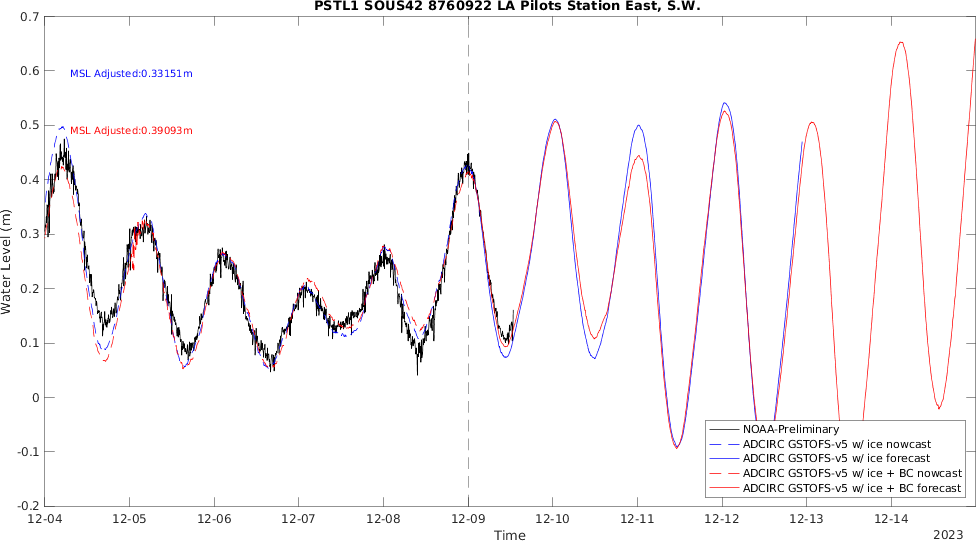 PSTL1 SOUS42 8760922 LA Pilots Station East, S.W.
0.7
0.6
0.5
0.4
0.3
0.2
0.1
0
-0.1
-0.2
Water Level (m)
MSL Adjusted:0.33151m
MSL Adjusted:0.39093m
NOAA-Preliminary
ADCIRC GSTOFS-v5 w/ ice nowcast
ADCIRC GSTOFS-v5 w/ ice forecast
ADCIRC GSTOFS-v5 w/ ice + BC nowcast
ADCIRC GSTOFS-v5 w/ ice + BC forecast
12-04 12-05 12-06 12-07 12-08 12-09 12-10 12-11 12-12 12-13 12-14
Time
2023